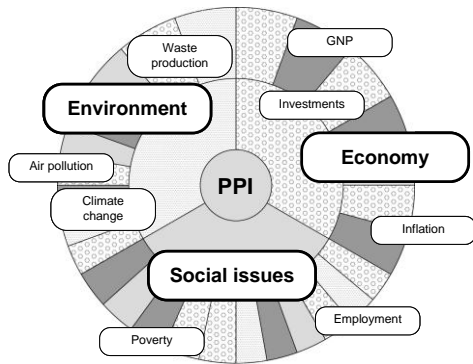 Waste
production
GNP
Environment
Investments
Economy
Air pollution
PPI
Climate
change
Inflation
Social issues
Employment
Poverty